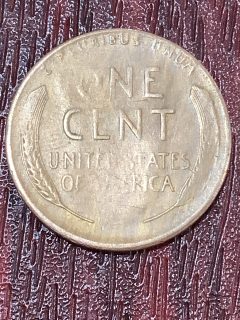 E PLURIBUS UNUM
ONE
CENT
UNITED STATES
OF AMERICA